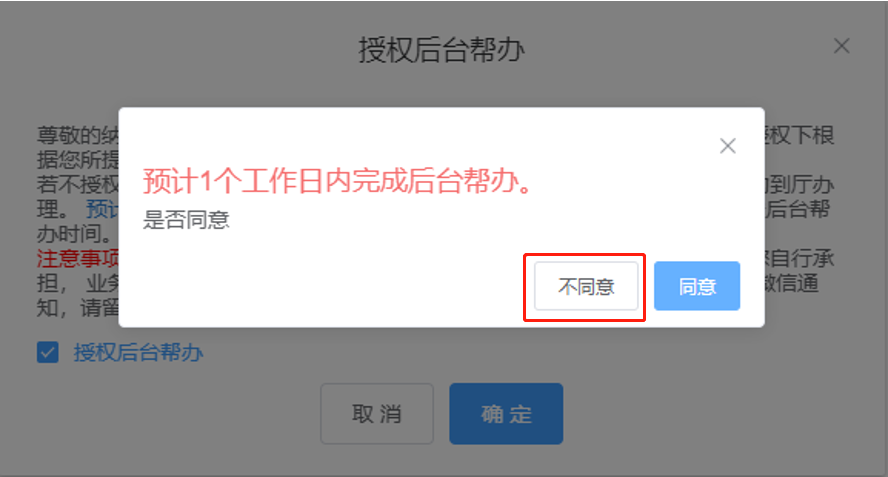 授权后台帮办
尊敬的纳
权下根
据您所提
若不授权
到厅办
预计1个工作日内完成后台帮办。
理。 预计
后台帮
是否同意
办时间。
注意事项
自行承
不同意
同意
担， 业务
微信通
知，请留
授权后台帮办
取 消
确 定